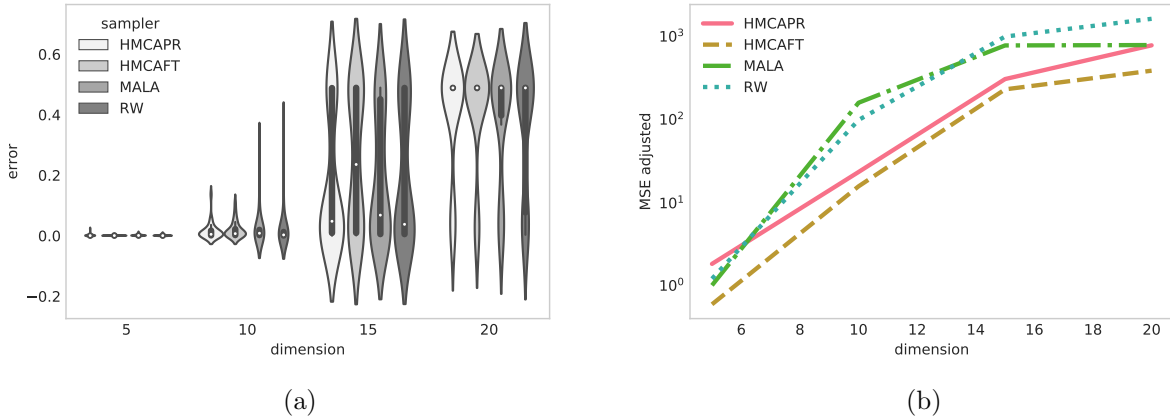 sampler
HMCAPR
HMCAFT
MALA
RW
error
0.6
0.4
0.2
0.0
−0.2
5 10 15 20
dimension
(a)
HMCAPR
HMCAFT
MALA
RW
MSE adjusted
10³
10²
10¹
10⁰
6 8 10 12 14 16 18 20
dimension
(b)